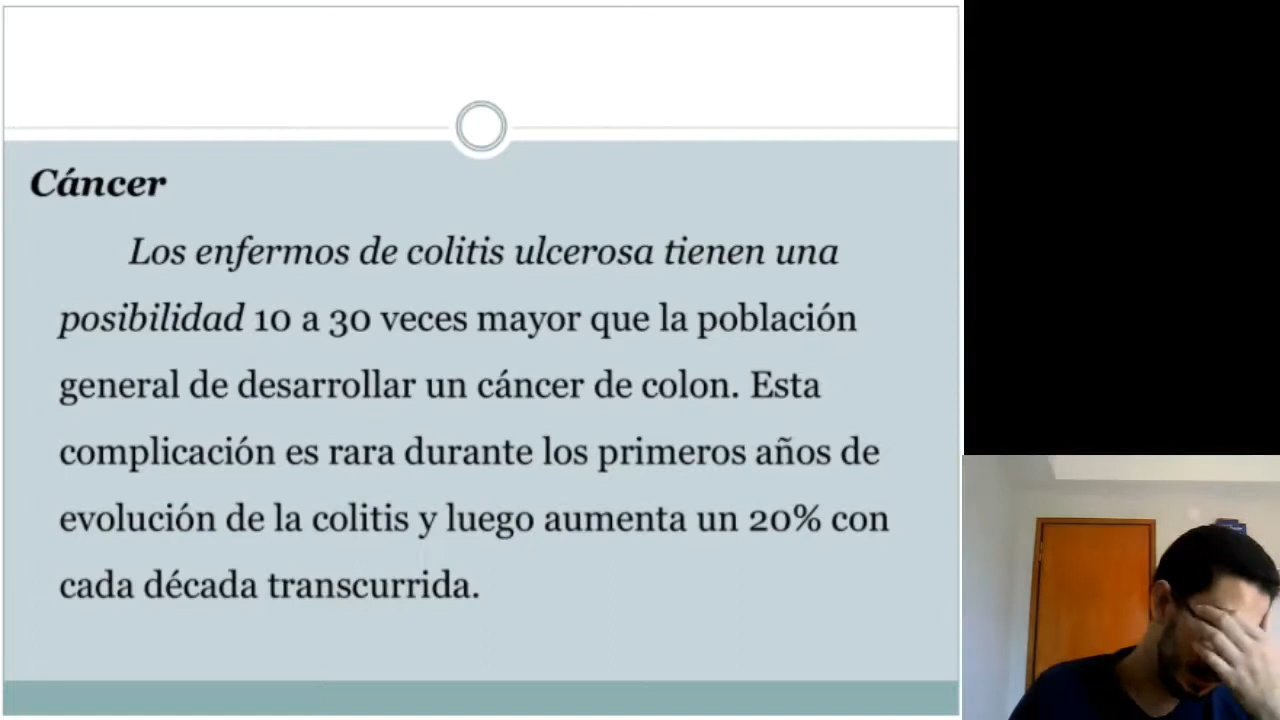 Cáncer
Los enfermos de colitis ulcerosa tienen una
posibilidad 10 a 30 veces mayor que la población
general de desarrollar un cáncer de colon. Esta
complicación es rara durante los primeros años de
evolución de la colitis y luego aumenta un 20% con
cada década transcurrida.